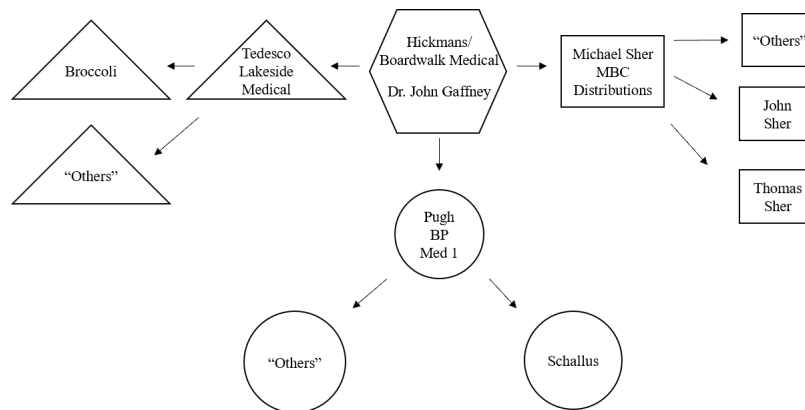 Hickmans/
Boardwalk Medical
Dr. John Gaffney
Tedesco
Lakeside
Medical
Broccoli
“Others”
Michael Sher
MBC
Distributions
“Others”
John
Sher
Thomas
Sher
Pugh
BP
Med 1
“Others”
Schallus